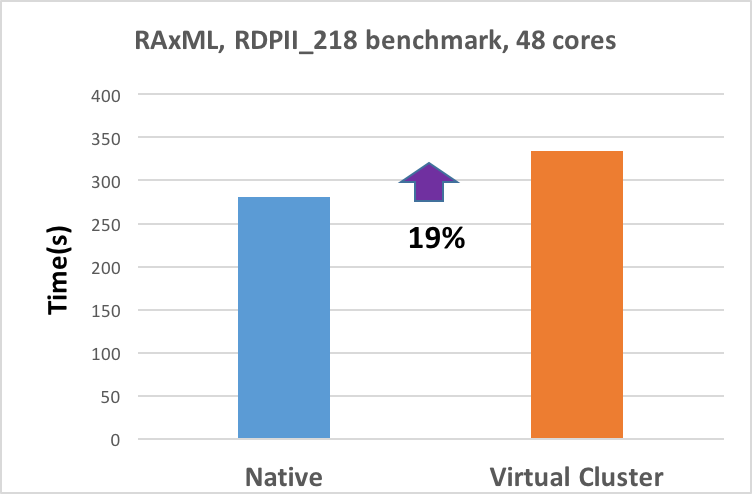 RAxML, RDPII_218 benchmark, 48 cores
400
350
300
250
200
150
100
50
0
Time(s)
19%
Native
Virtual Cluster